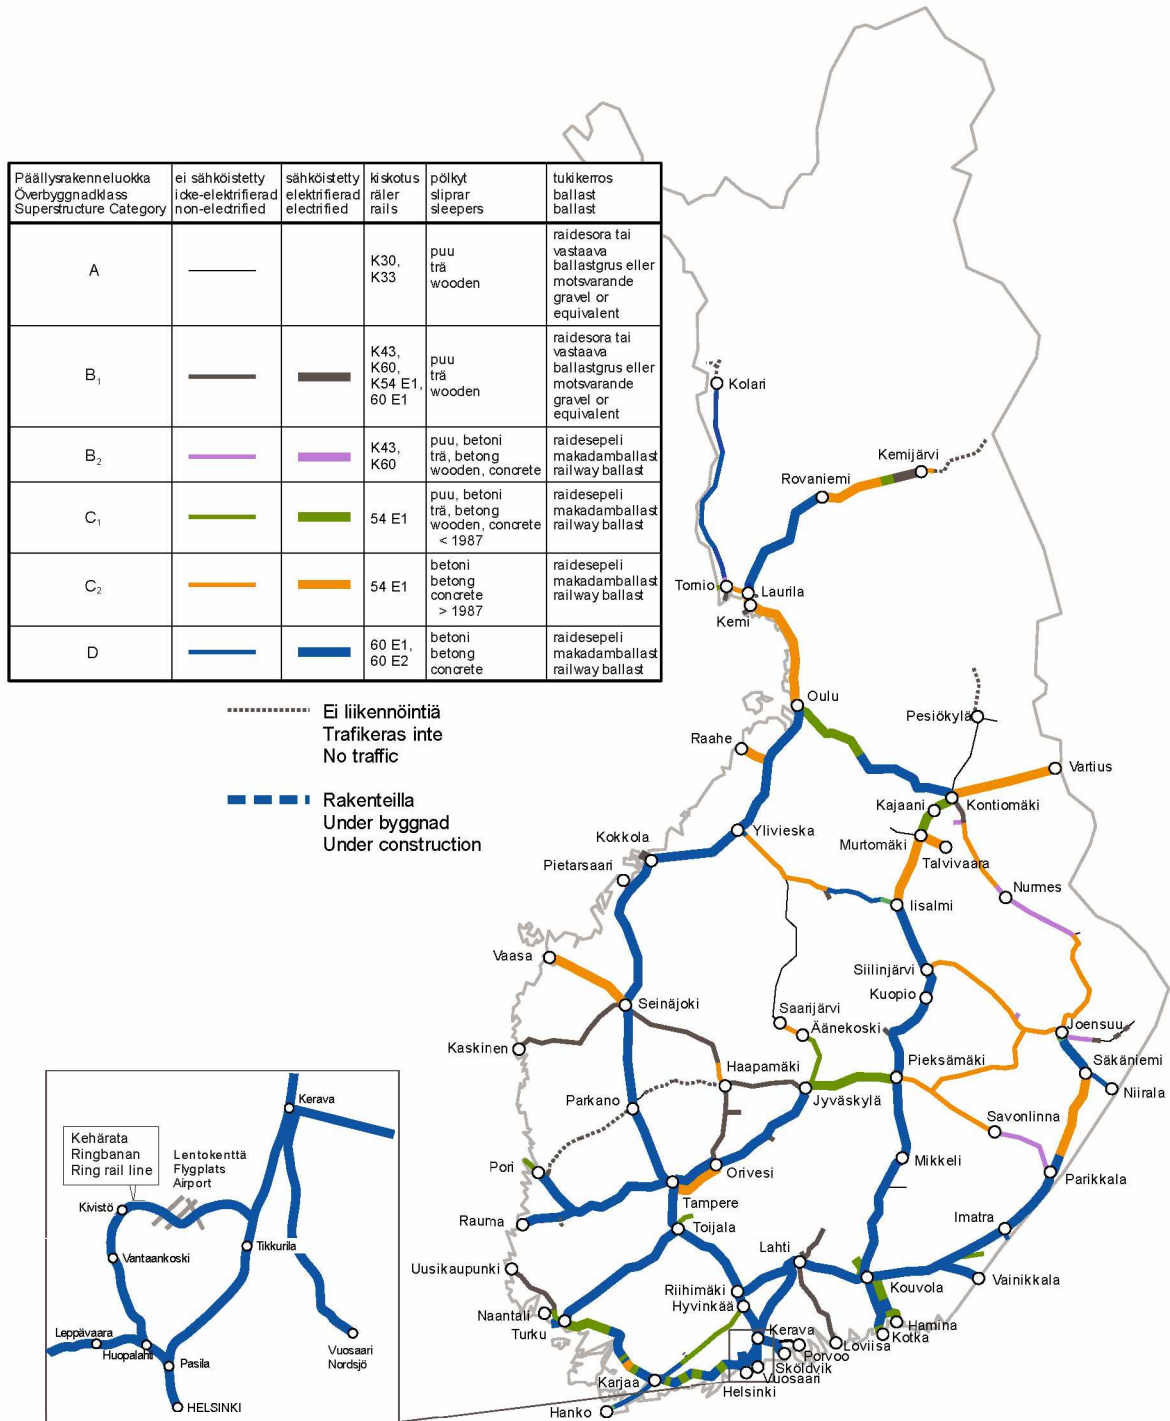 Päällysrakenneluokka
Överbyggnadklass
Superstructure Category
ei sähköistetty
icke-elektrifierad
non-electrified
sähköistetty
elektrifierad
electrified
kiskotus
räler
rails
pölkyt
sliprar
sleepers
tukikerros
ballast
ballast
A
K30,
K33
puu
trä
wooden
raidesora tai
vastaava
ballastgrus eller
motsvarande
gravel or
equivalent
B₁
K43,
K60,
K54 E1,
60 E1
puu
trä
wooden
raidesora tai
vastaava
ballastgrus eller
motsvarande
gravel or
equivalent
B₂
K43,
K60
puu, betoni
trä, betong
wooden, concrete
raidesepeli
makadamballast
railway ballast
C₁
54 E1
puu, betoni
trä, betong
wooden, concrete
< 1987
raidesepeli
makadamballast
railway ballast
C₂
54 E1
betoni
betong
concrete
> 1987
raidesepeli
makadamballast
railway ballast
D
60 E1,
60 E2
betoni
betong
concrete
raidesepeli
makadamballast
railway ballast
Ei liikennöintiä
Trafikeras inte
No traffic
Rakenteilla
Under byggnad
Under construction
Kolari
Kemijärvi
Rovaniemi
Tornio
Laurila
Kemi
Oulu
Pesiökylä
Raahe
Vartius
Kajaani
Kontiomäki
Ylivieska
Kokkola
Murtomäki
Talvivaara
Pietarsaari
Nurmes
Iisalmi
Vaasa
Siilinjärvi
Kuopio
Seinäjoki
Saarijärvi
Äänekoski
Joensuu
Kaskinen
Haapamäki
Pieksämäki
Säkäniemi
Jyväskylä
Niirala
Parkano
Savonlinna
Pori
Orivesi
Mikkeli
Parikkala
Tampere
Rauma
Toijala
Imatra
Lahti
Uusikaupunki
Riihimäki
Kouvola
Vainikkala
Hyvinkää
Naantali
Turku
Hamina
Kotka
Kerava
Loviisa
Porvoo
Sköldvik
Vuosaari
Karjaa
Helsinki
Hanko
Kerava
Kehärata
Ringbanan
Ring rail line
Lentokenttä
Flygplats
Airport
Kivistö
Tikkurila
Vantaankoski
Leppävaara
Huopalahti
Pasila
Vuosaari
Nordsjö
HELSINKI